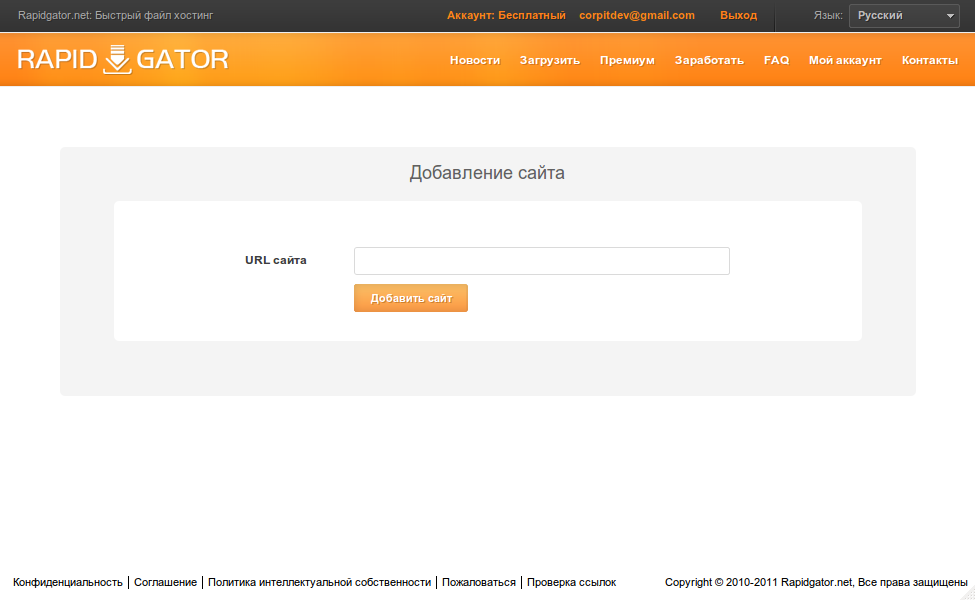 Rapidgator.net: Быстрый файл хостинг Аккаунт: Бесплатный corpitdev@gmail.com Выход Язык: Русский
RAPID GATOR Новости Загрузить Премиум Заработать FAQ Мой аккаунт Контакты
Добавление сайта
URL сайта
Добавить сайт
Конфиденциальность | Соглашение | Политика интеллектуальной собственности | Пожаловаться | Проверка ссылок Copyright © 2010-2011 Rapidgator.net, Все права защищены